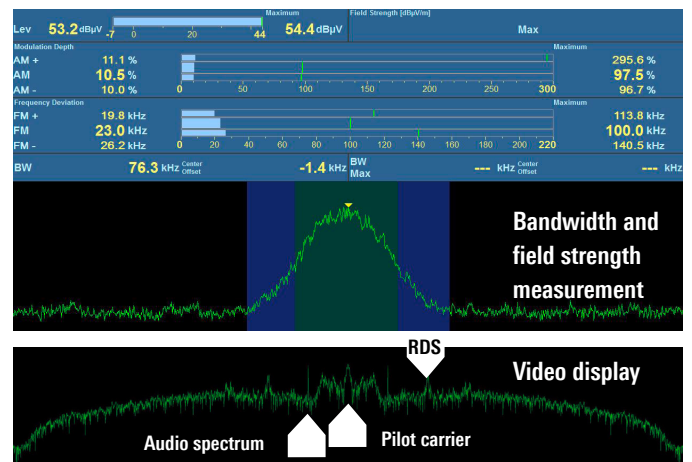 Maximum Field Strength [dBµV/m]
Lev 53.2 dBµV -7 0 20 44 54.4 dBµV Max
Modulation Depth Maximum
AM + 11.1 % 295.6 %
AM 10.5 % 97.5 %
AM - 10.0 % 96.7 %
0 50 100 150 200 250 300
Frequency Deviation Maximum
FM + 19.8 kHz 113.8 kHz
FM 23.0 kHz 100.0 kHz
FM - 26.2 kHz 140.5 kHz
0 20 40 60 80 100 120 140 160 180 200 220
BW 76.3 kHz Center Offset -1.4 kHz BW Max --- kHz Center Offset --- kHz
Bandwidth and
field strength
measurement
RDS
Video display
Audio spectrum
Pilot carrier